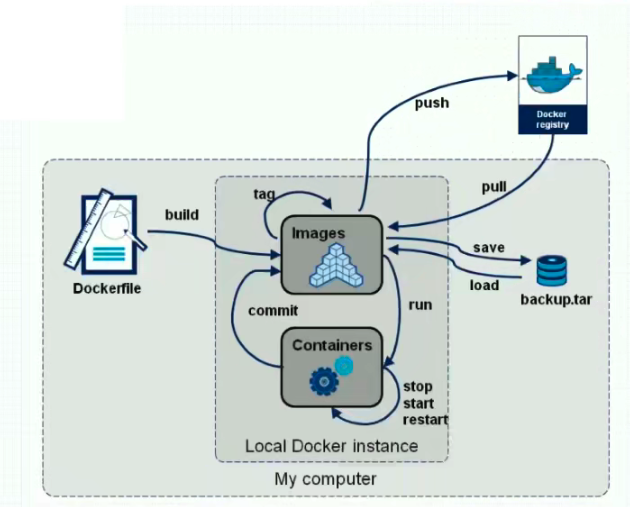 push
Docker
registry
pull
tag
build
Images
save
load
Dockerfile
backup.tar
commit
run
Containers
stop
start
restart
Local Docker instance
My computer